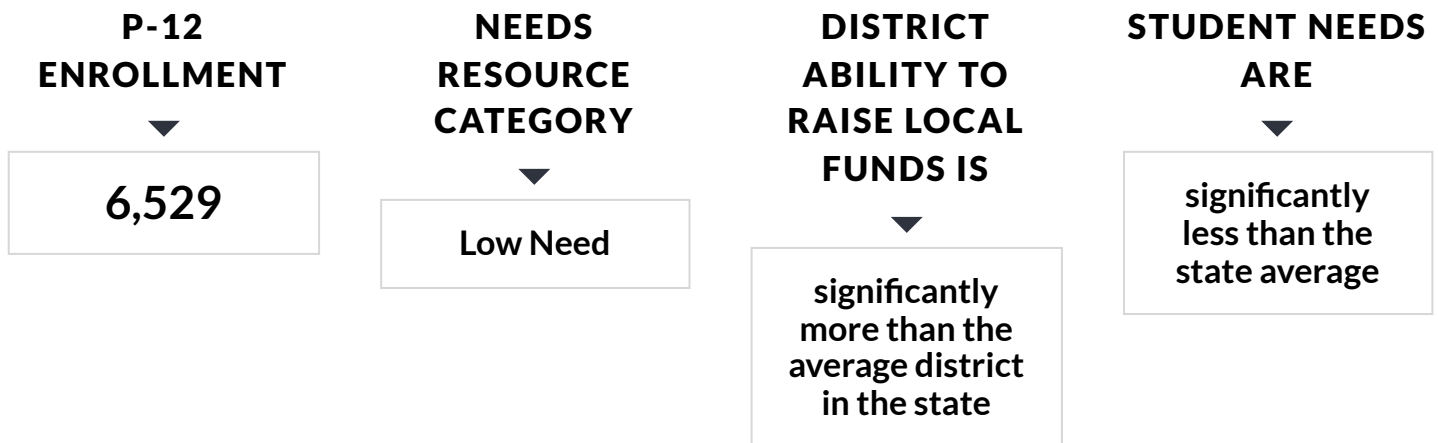 P-12
ENROLLMENT
6,529
NEEDS
RESOURCE
CATEGORY
Low Need
DISTRICT
ABILITY TO
RAISE LOCAL
FUNDS IS
significantly
more than the
average district
in the state
STUDENT NEEDS
ARE
significantly
less than the
state average